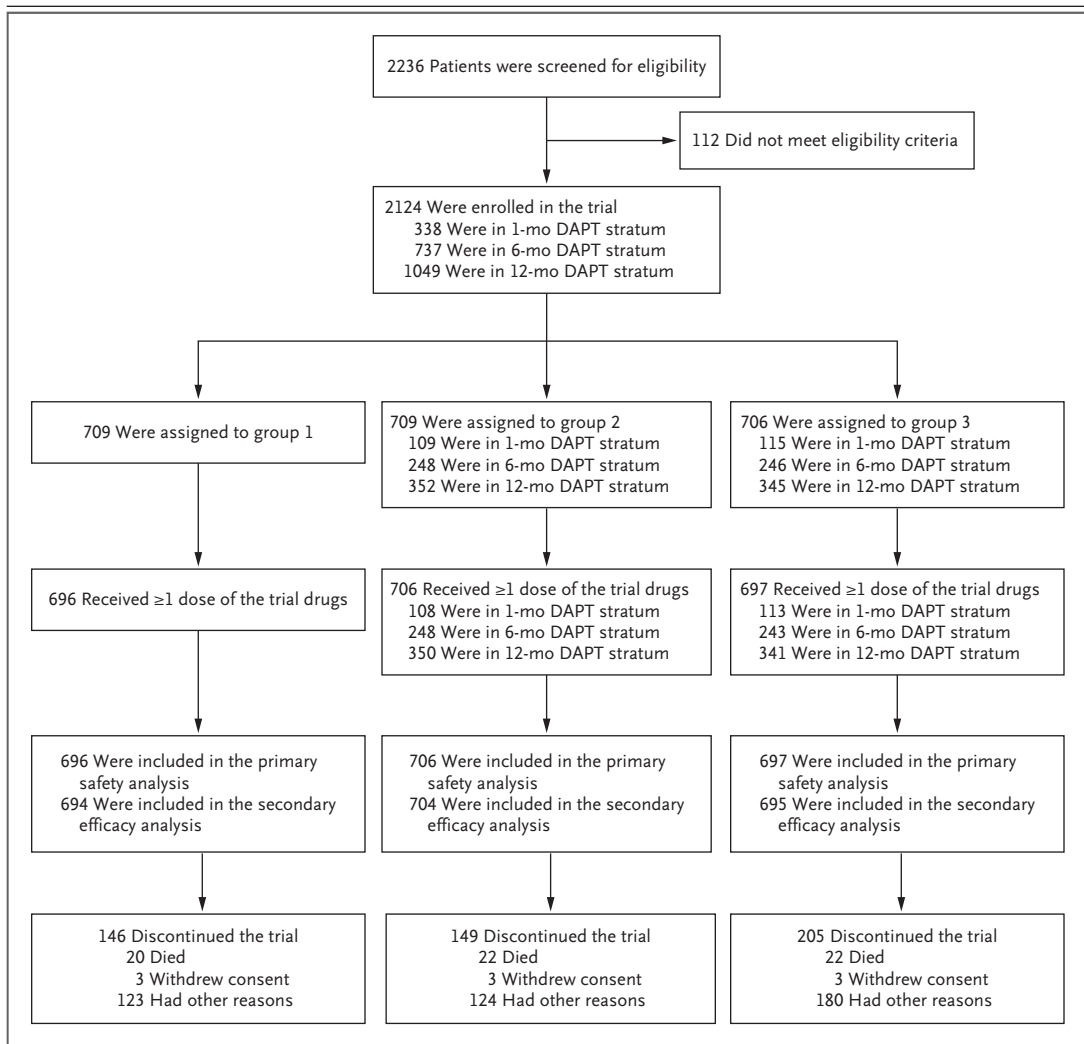 2236 Patients were screened for eligibility
112 Did not meet eligibility criteria
2124 Were enrolled in the trial
338 Were in 1-mo DAPT stratum
737 Were in 6-mo DAPT stratum
1049 Were in 12-mo DAPT stratum
709 Were assigned to group 1
709 Were assigned to group 2
109 Were in 1-mo DAPT stratum
248 Were in 6-mo DAPT stratum
352 Were in 12-mo DAPT stratum
706 Were assigned to group 3
115 Were in 1-mo DAPT stratum
246 Were in 6-mo DAPT stratum
345 Were in 12-mo DAPT stratum
696 Received ≥1 dose of the trial drugs
706 Received ≥1 dose of the trial drugs
108 Were in 1-mo DAPT stratum
248 Were in 6-mo DAPT stratum
350 Were in 12-mo DAPT stratum
697 Received ≥1 dose of the trial drugs
113 Were in 1-mo DAPT stratum
243 Were in 6-mo DAPT stratum
341 Were in 12-mo DAPT stratum
696 Were included in the primary
safety analysis
694 Were included in the secondary
efficacy analysis
706 Were included in the primary
safety analysis
704 Were included in the secondary
efficacy analysis
697 Were included in the primary
safety analysis
695 Were included in the secondary
efficacy analysis
146 Discontinued the trial
20 Died
3 Withdrew consent
123 Had other reasons
149 Discontinued the trial
22 Died
3 Withdrew consent
124 Had other reasons
205 Discontinued the trial
22 Died
3 Withdrew consent
180 Had other reasons